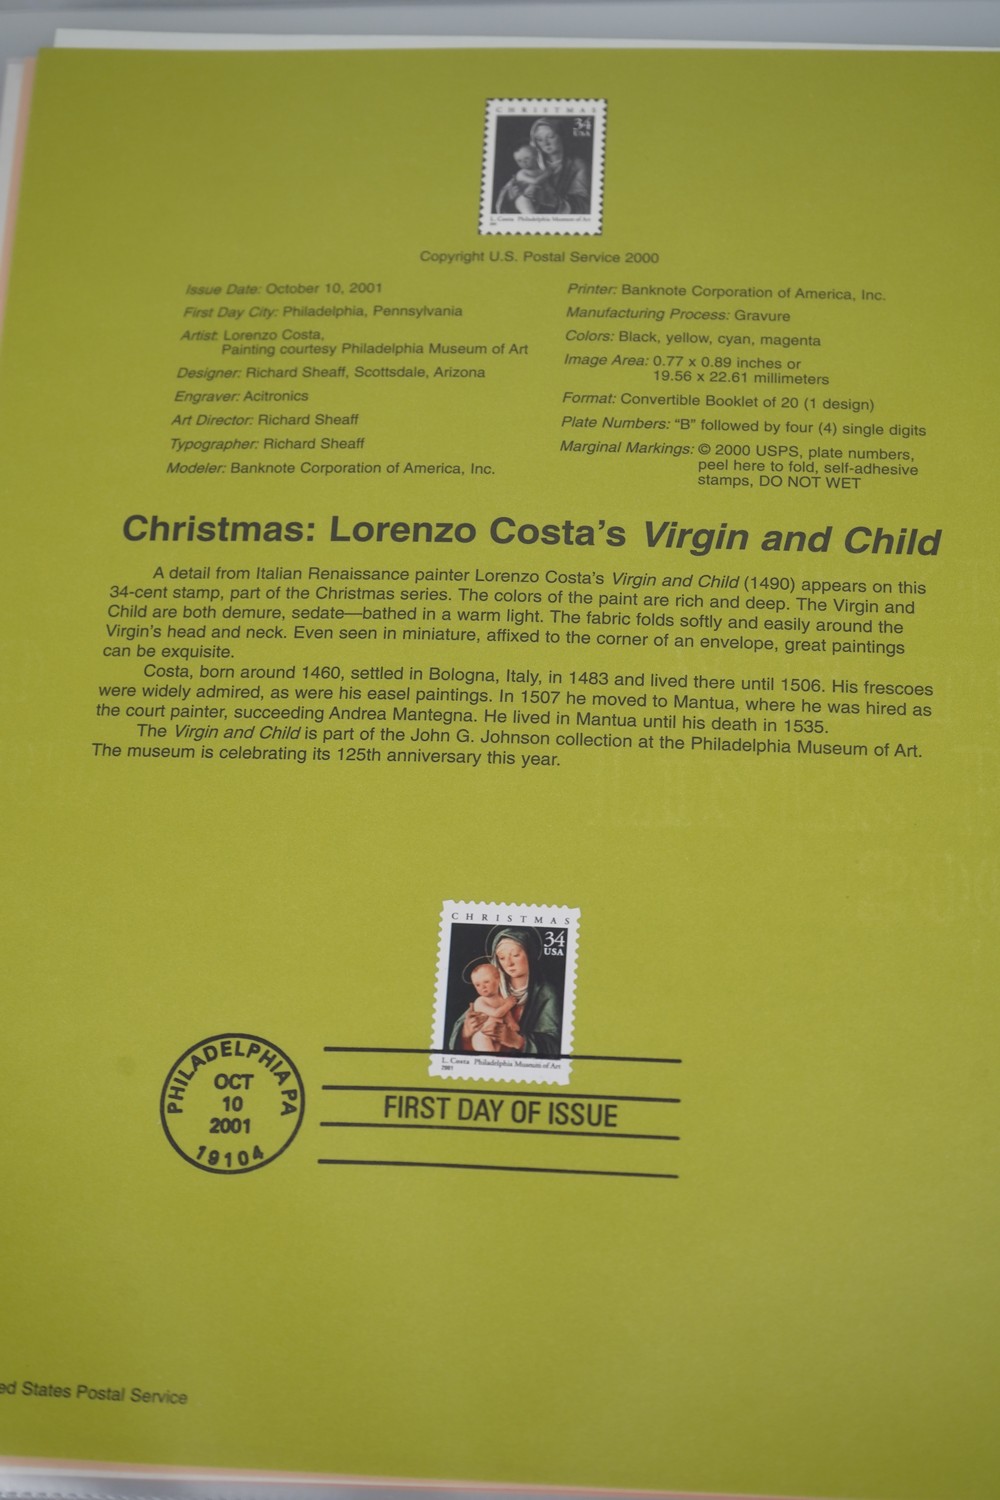 CHRISTMAS
34
USA
L. Costa Philadelphia Museum of Art
Copyright U.S. Postal Service 2000
Issue Date: October 10, 2001
First Day City: Philadelphia, Pennsylvania
Artist: Lorenzo Costa,
Painting courtesy Philadelphia Museum of Art
Designer: Richard Sheaff, Scottsdale, Arizona
Engraver: Acitronics
Art Director: Richard Sheaff
Typographer: Richard Sheaff
Modeler: Banknote Corporation of America, Inc.
Printer: Banknote Corporation of America, Inc.
Manufacturing Process: Gravure
Colors: Black, yellow, cyan, magenta
Image Area: 0.77 x 0.89 inches or
19.56 x 22.61 millimeters
Format: Convertible Booklet of 20 (1 design)
Plate Numbers: “B” followed by four (4) single digits
Marginal Markings: © 2000 USPS, plate numbers,
peel here to fold, self-adhesive
stamps, DO NOT WET
Christmas: Lorenzo Costa’s Virgin and Child
A detail from Italian Renaissance painter Lorenzo Costa’s Virgin and Child (1490) appears on this
34-cent stamp, part of the Christmas series. The colors of the paint are rich and deep. The Virgin and
Child are both demure, sedate—bathed in a warm light. The fabric folds softly and easily around the
Virgin’s head and neck. Even seen in miniature, affixed to the corner of an envelope, great paintings
can be exquisite.
Costa, born around 1460, settled in Bologna, Italy, in 1483 and lived there until 1506. His frescoes
were widely admired, as were his easel paintings. In 1507 he moved to Mantua, where he was hired as
the court painter, succeeding Andrea Mantegna. He lived in Mantua until his death in 1535.
The Virgin and Child is part of the John G. Johnson collection at the Philadelphia Museum of Art.
The museum is celebrating its 125th anniversary this year.
CHRISTMAS
34
USA
L. Costa Philadelphia Museum of Art
2001
PHILADELPHIA PA
OCT
10
2001
19104
FIRST DAY OF ISSUE
ed States Postal Service